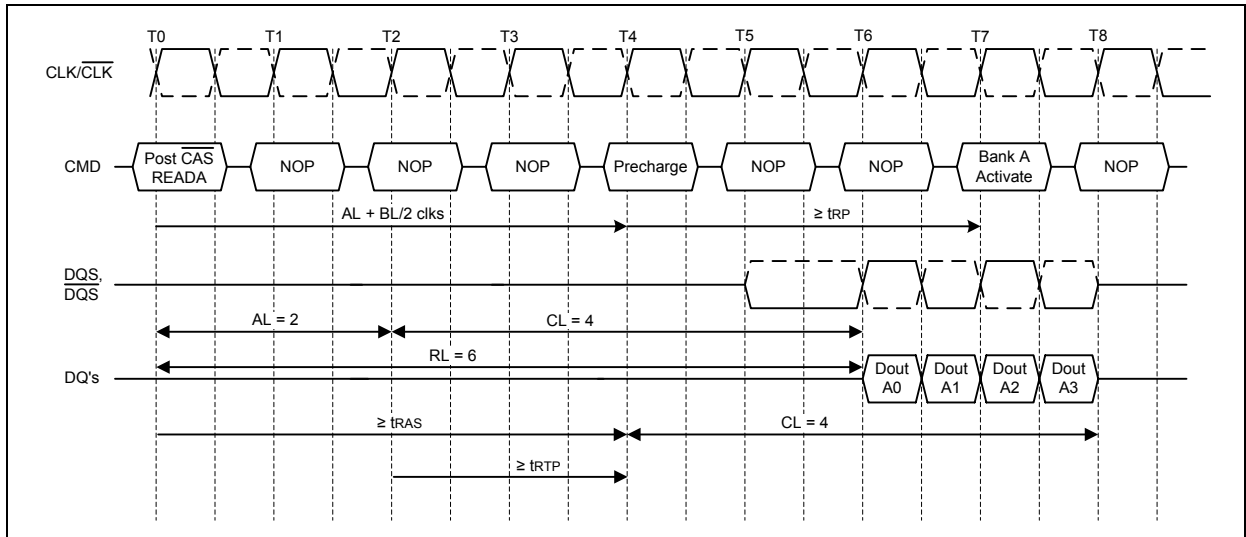 T0 T1 T2 T3 T4 T5 T6 T7 T8
CLK/CLK
CMD
Post CAS
READA
NOP
NOP
NOP
Precharge
NOP
NOP
Bank A
Activate
NOP
AL + BL/2 clks
≥ tRP
DQS,
DQS
AL = 2
CL = 4
RL = 6
DQ's
Dout
A0
Dout
A1
Dout
A2
Dout
A3
≥ tRAS
CL = 4
≥ tRTP